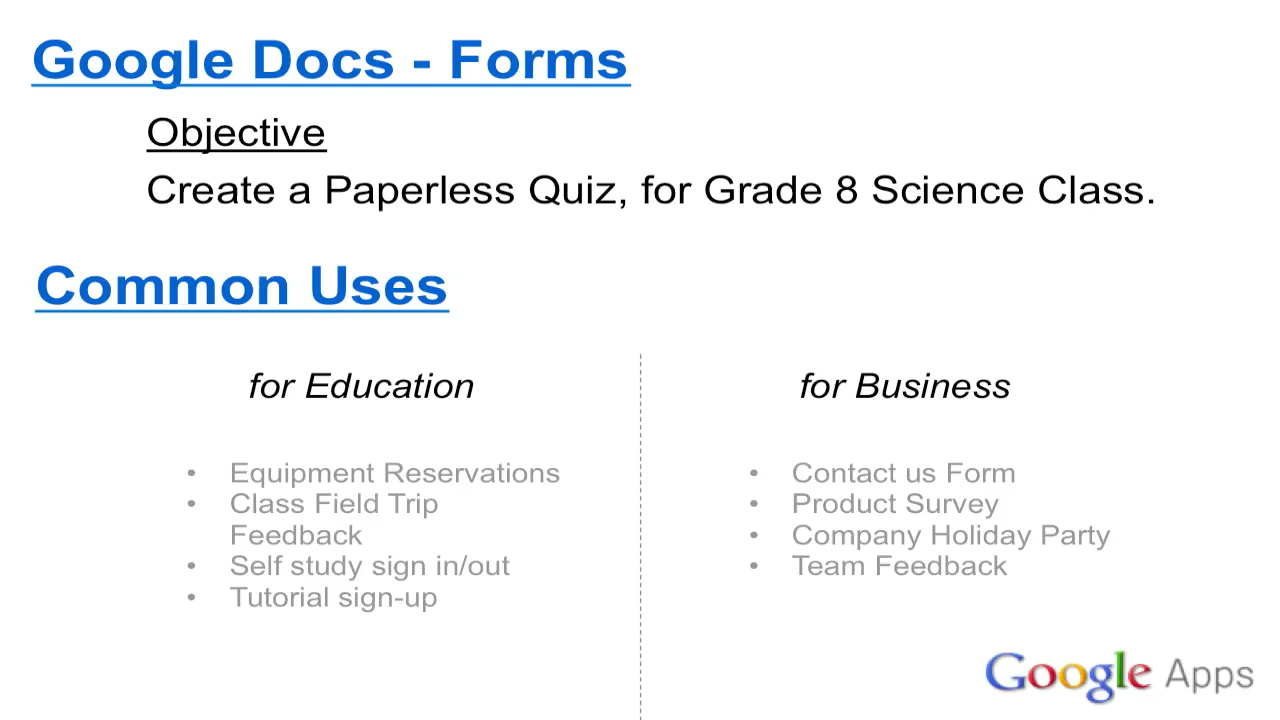 Google Docs - Forms
Objective
Create a Paperless Quiz, for Grade 8 Science Class.
Common Uses
for Education
• Equipment Reservations
• Class Field Trip
Feedback
• Self study sign in/out
• Tutorial sign-up
for Business
• Contact us Form
• Product Survey
• Company Holiday Party
• Team Feedback
Google Apps